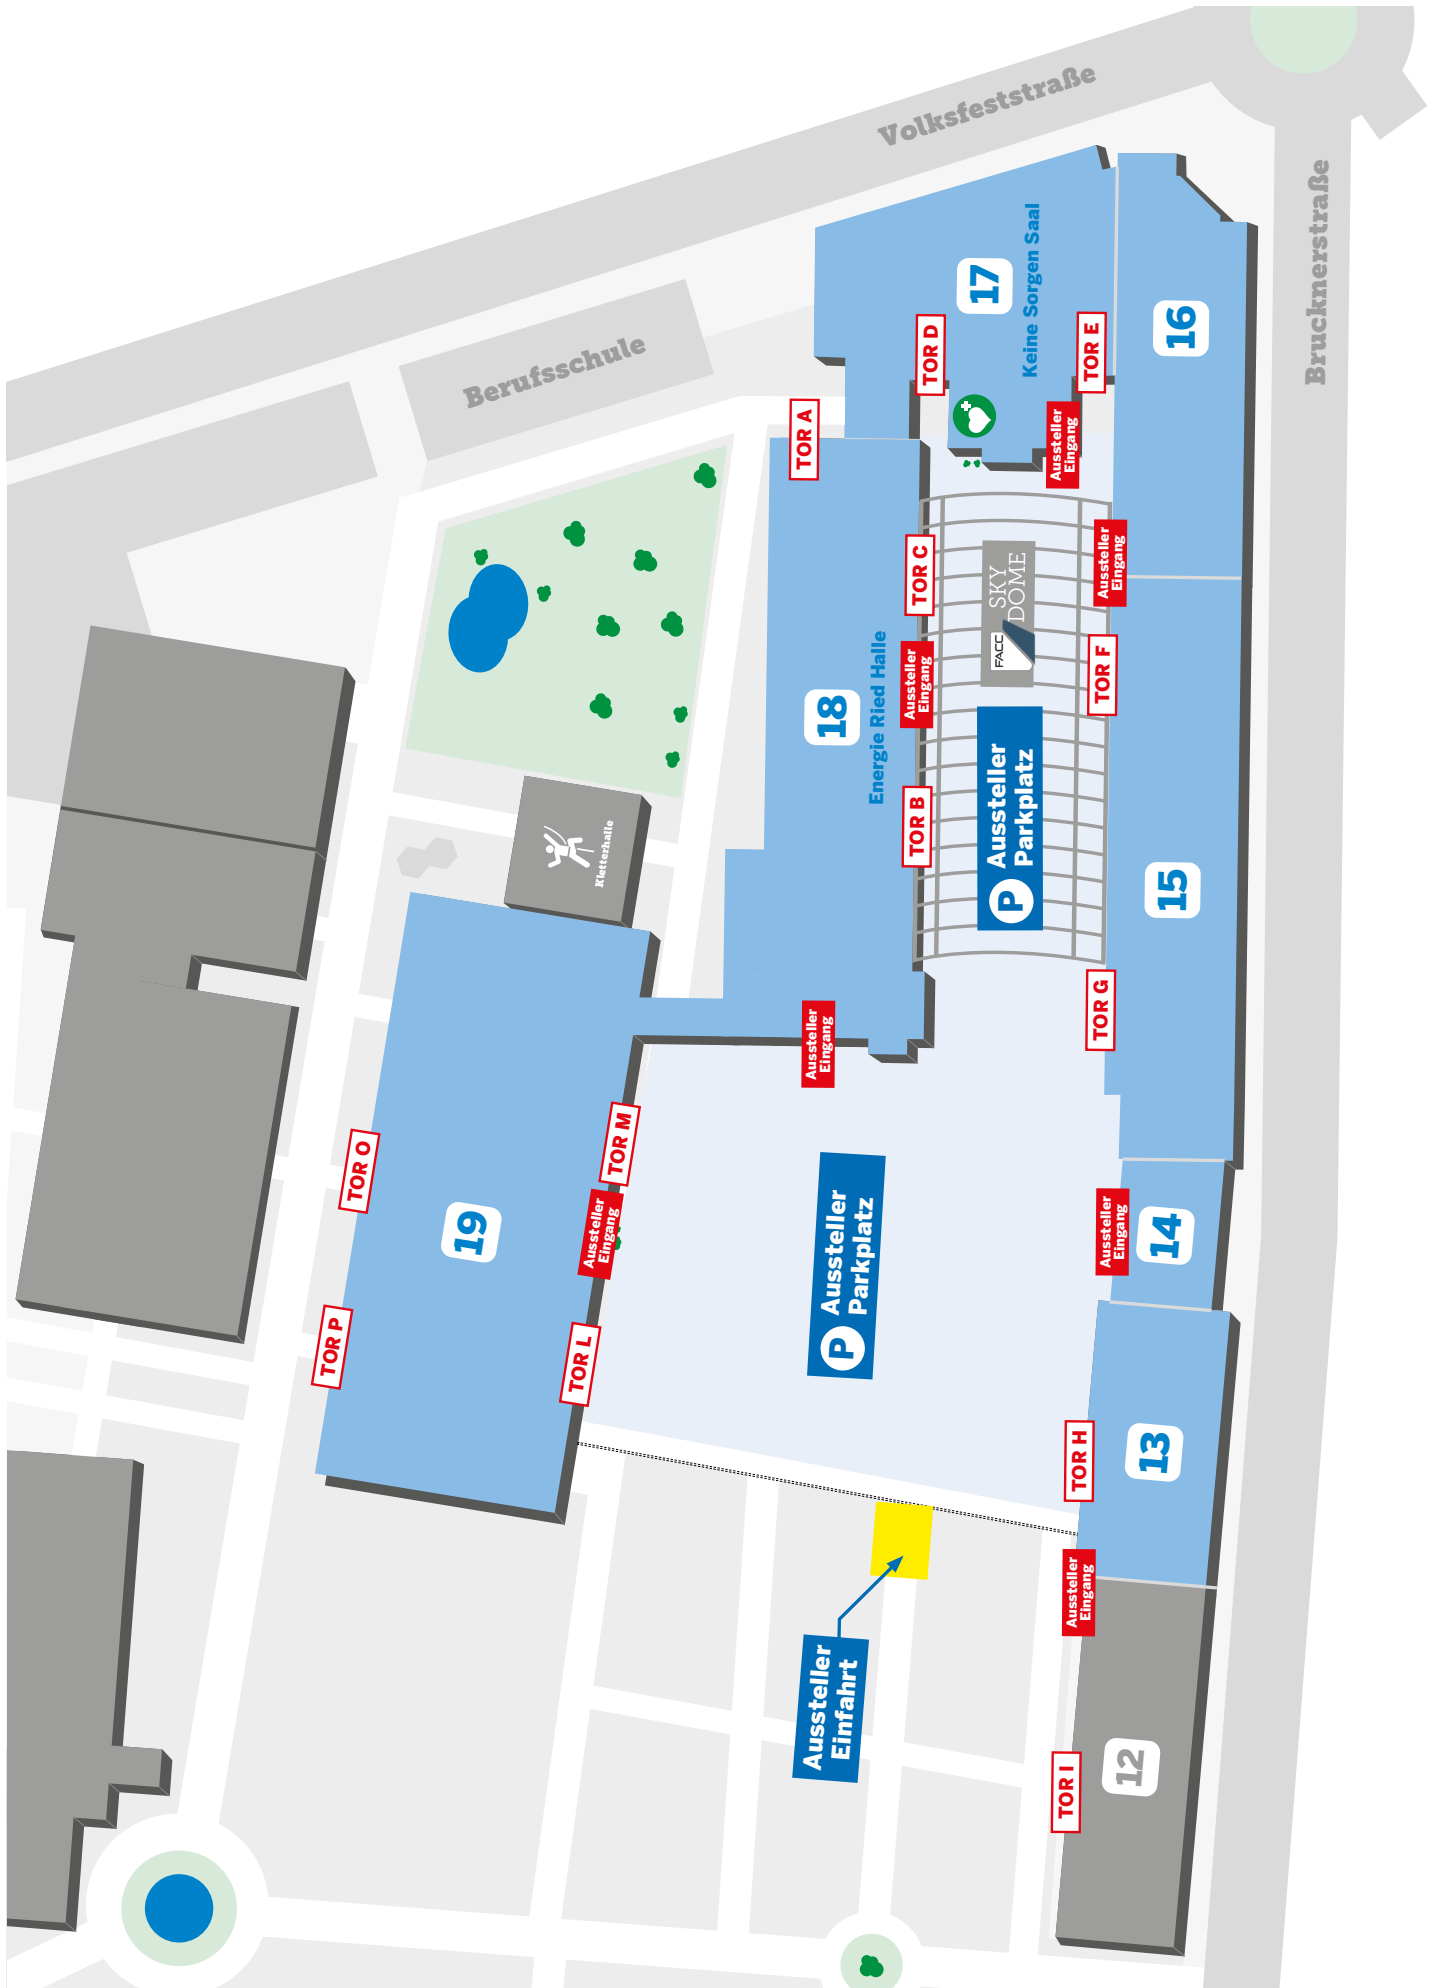 Volksfeststraße
Brucknerstraße
Berufsschule
17
Keine Sorgen Saal
16
TOR D
TOR E
TOR A
Aussteller
Eingang
TOR C
SKY
DOME
FACC
Aussteller
Eingang
18
Energie Ried Halle
Aussteller
Eingang
TOR F
TOR B
P
Aussteller
Parkplatz
15
Kletterhalle
TOR G
Aussteller
Eingang
TOR O
TOR M
19
Aussteller
Eingang
P
Aussteller
Parkplatz
Aussteller
Eingang
14
TOR P
TOR L
TOR H
13
Aussteller
Eingang
Aussteller
Einfahrt
TOR I
12